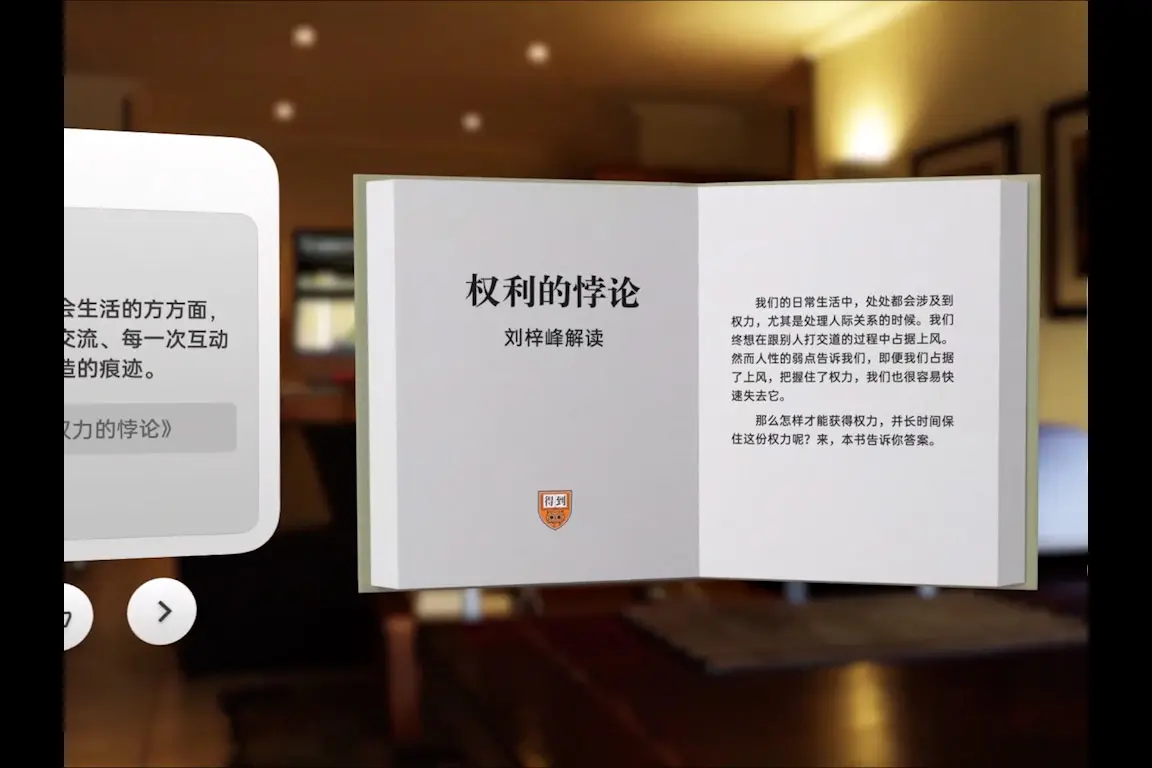 会生活的方方面，
交流、每一次互动
造的痕迹。
权力的悖论》
权利的悖论
刘梓峰解读
得到
我们的日常生活中，处处都会涉及到
权力，尤其是处理人际关系的时候。我们
终想在跟别人打交道的过程中占据上风。
然而人性的弱点告诉我们，即便我们占据
了上风，把握住了权力，我们也很容易快
速失去它。
那么怎样才能获得权力，并长时间保
住这份权力呢？来，本书告诉你答案。